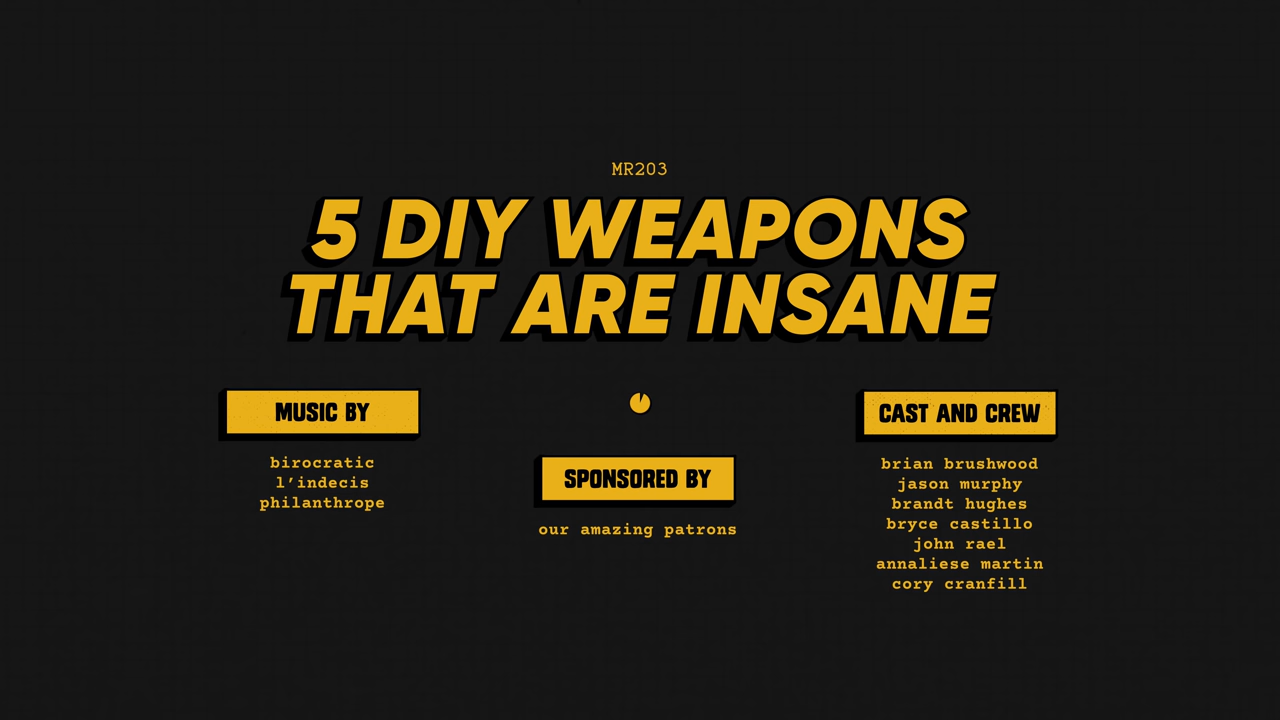 MR203
5 DIY WEAPONS
THAT ARE INSANE
MUSIC BY
birocratic
l’indecis
philanthrope
SPONSORED BY
our amazing patrons
CAST AND CREW
brian brushwood
jason murphy
brandt hughes
bryce castillo
john rael
annaliese martin
cory cranfill